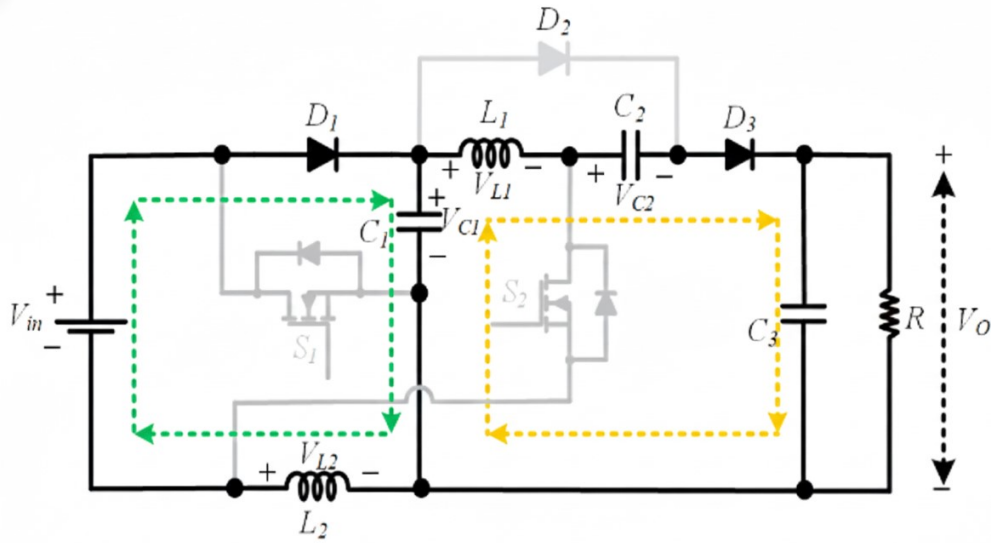 D2
D1
L1
C2
D3
+
VL1
-
+
VC2
-
+
C1
VC1
-
+
Vin
-
S1
S2
C3
R
+
VO
-
+
VL2
-
L2